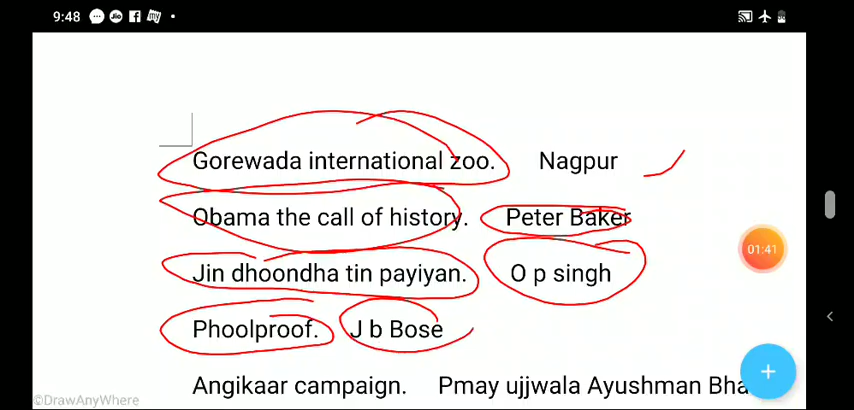 9:48
Gorewada international zoo. Nagpur
Obama the call of history. Peter Baker
01:41
Jin dhoondha tin payiyan. O p singh
Phoolproof. J b Bose
Angikaar campaign. Pmay ujjwala Ayushman Bha
©DrawAnyWhere